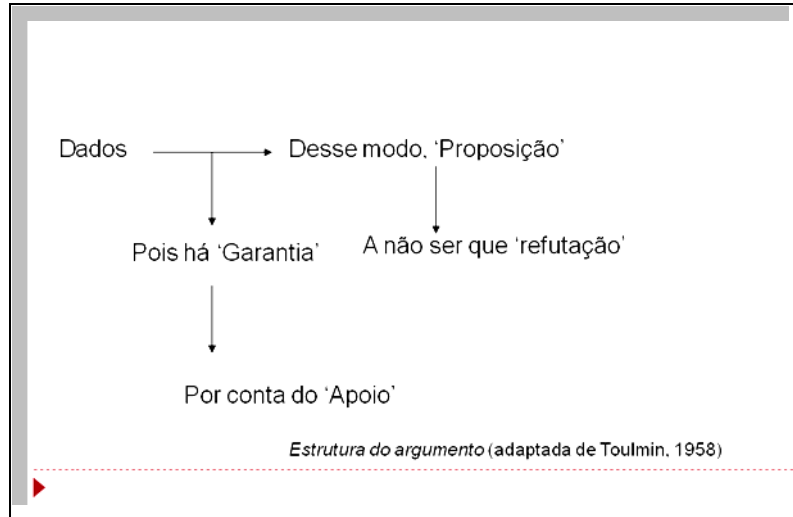 Dados
Desse modo, ‘Proposição’
Pois há ‘Garantia’
A não ser que ‘refutação’
Por conta do ‘Apoio’
Estrutura do argumento (adaptada de Toulmin, 1958)